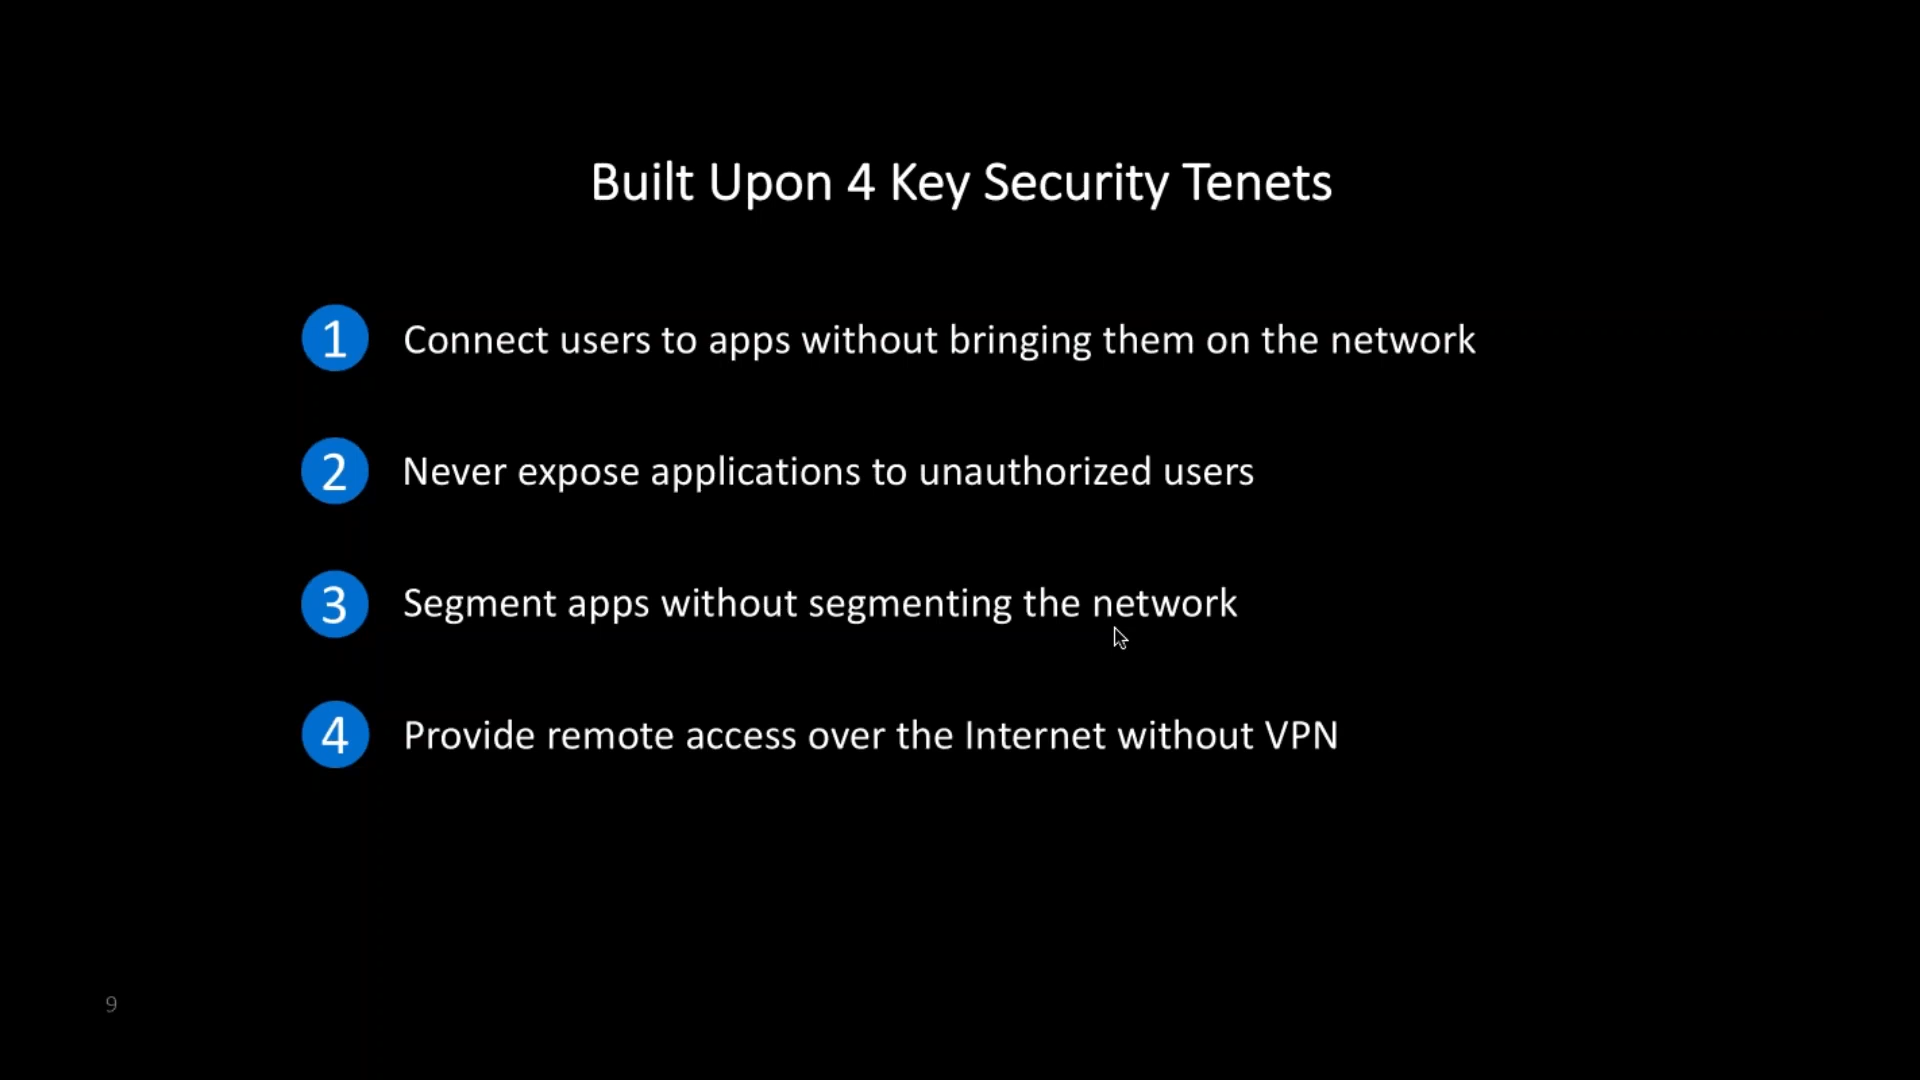 Built Upon 4 Key Security Tenets
1 Connect users to apps without bringing them on the network
2 Never expose applications to unauthorized users
3 Segment apps without segmenting the network
4 Provide remote access over the Internet without VPN
9